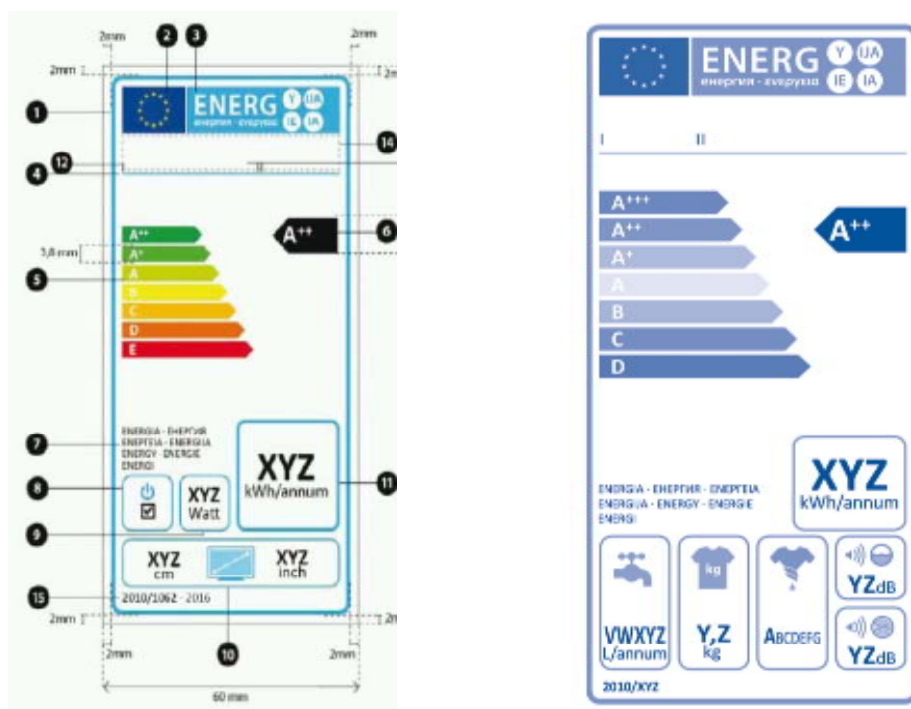 2mm
2
3
2mm
2mm
1
ENERG
Y
IJA
IE
IA
енергия · ενεργεια
14
12
I
II
4
A++
A++
6
3,8 mm
A+
5
A
B
C
D
E
ENERGIA · ЕНЕРГИЯ
ΕΝΕΡΓΕΙΑ · ENERGIJA
ENERGY · ENERGIE
ENERGI
7
XYZ
kWh/annum
11
8
XYZ
Watt
9
XYZ
cm
XYZ
inch
15
2010/1062 - 2016
2mm
2mm
10
2mm
60 mm
ENERG
Y
IJA
IE
IA
енергия · ενεργεια
I
II
A+++
A++
A++
A+
A
B
C
D
ENERGIA · ЕНЕРГИЯ · ΕΝΕΡΓΕΙΑ
ENERGIJA · ENERGY · ENERGIE
ENERGI
XYZ
kWh/annum
kg
VWXYZ
L/annum
Y,Z
kg
ABCDEFG
YZdB
YZdB
2010/XYZ